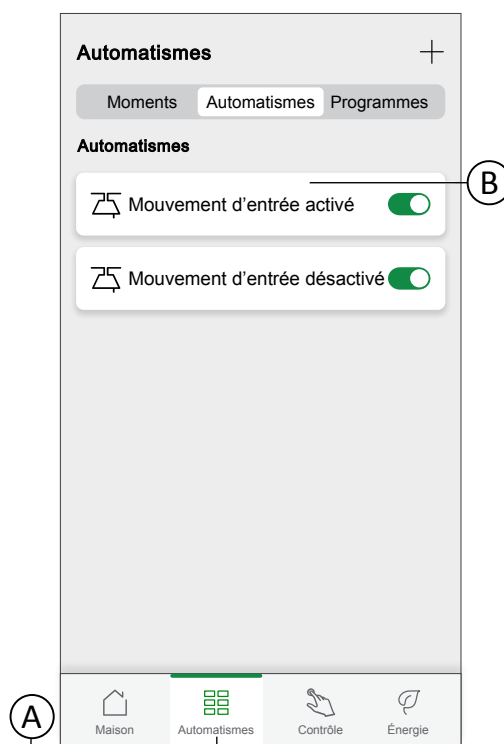 Automatismes
Moments Automatismes Programmes
Automatismes
B
Mouvement d'entrée activé
Mouvement d'entrée désactivé
A
Maison Automatismes Contrôle Énergie